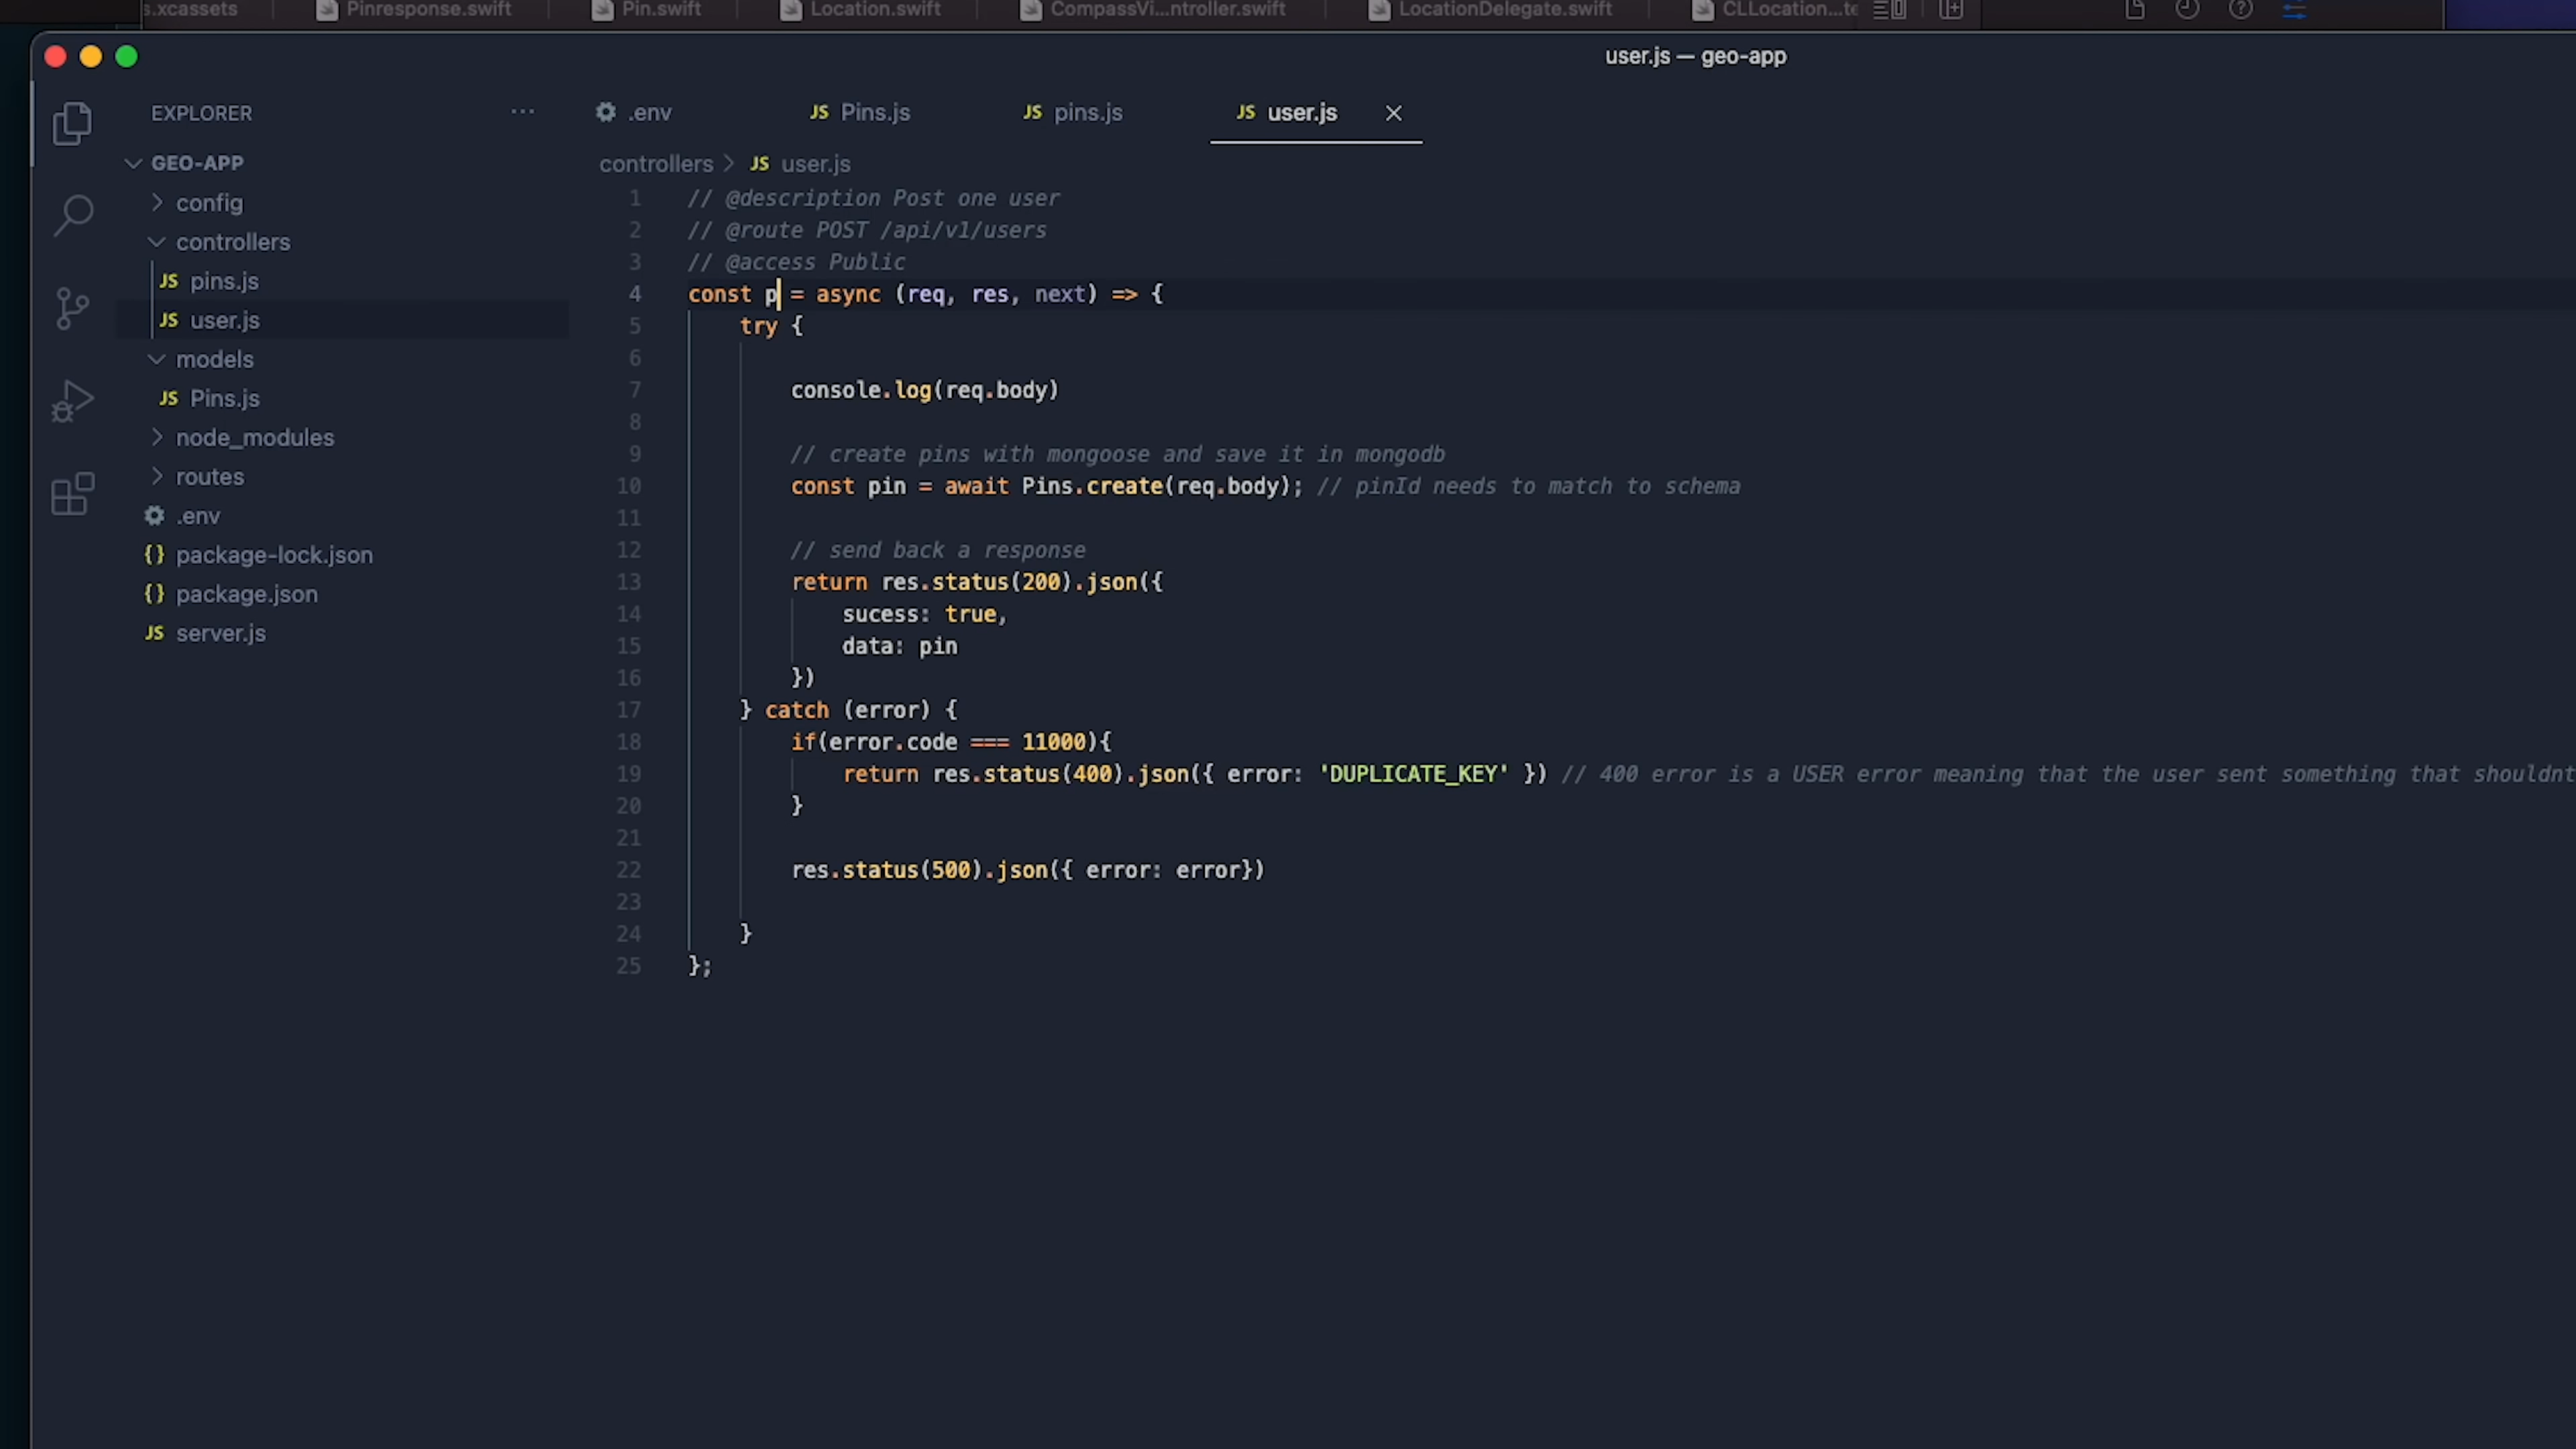 s.xcassets Pinresponse.swift Pin.swift Location.swift CompassVi...ntroller.swift LocationDelegate.swift CLLocation...te
user.js — geo-app
EXPLORER ... .env JS Pins.js JS pins.js JS user.js
GEO-APP
controllers > JS user.js
config
controllers
JS pins.js
JS user.js
models
JS Pins.js
node_modules
routes
.env
{} package-lock.json
{} package.json
JS server.js
1 // @description Post one user
2 // @route POST /api/v1/users
3 // @access Public
4 const p = async (req, res, next) => {
5 try {
6
7 console.log(req.body)
8
9 // create pins with mongoose and save it in mongodb
10 const pin = await Pins.create(req.body); // pinId needs to match to schema
11
12 // send back a response
13 return res.status(200).json({
14 sucess: true,
15 data: pin
16 })
17 } catch (error) {
18 if(error.code === 11000){
19 return res.status(400).json({ error: 'DUPLICATE_KEY' }) // 400 error is a USER error meaning that the user sent something that shouldnt
20 }
21
22 res.status(500).json({ error: error})
23
24 }
25 };